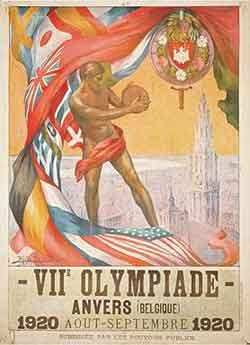 - VIIᴱ OLYMPIADE -
ANVERS (BELGIQUE)
1920 AOUT-SEPTEMBRE 1920
SUBSIDIÉE PAR LES POUVOIRS PUBLICS